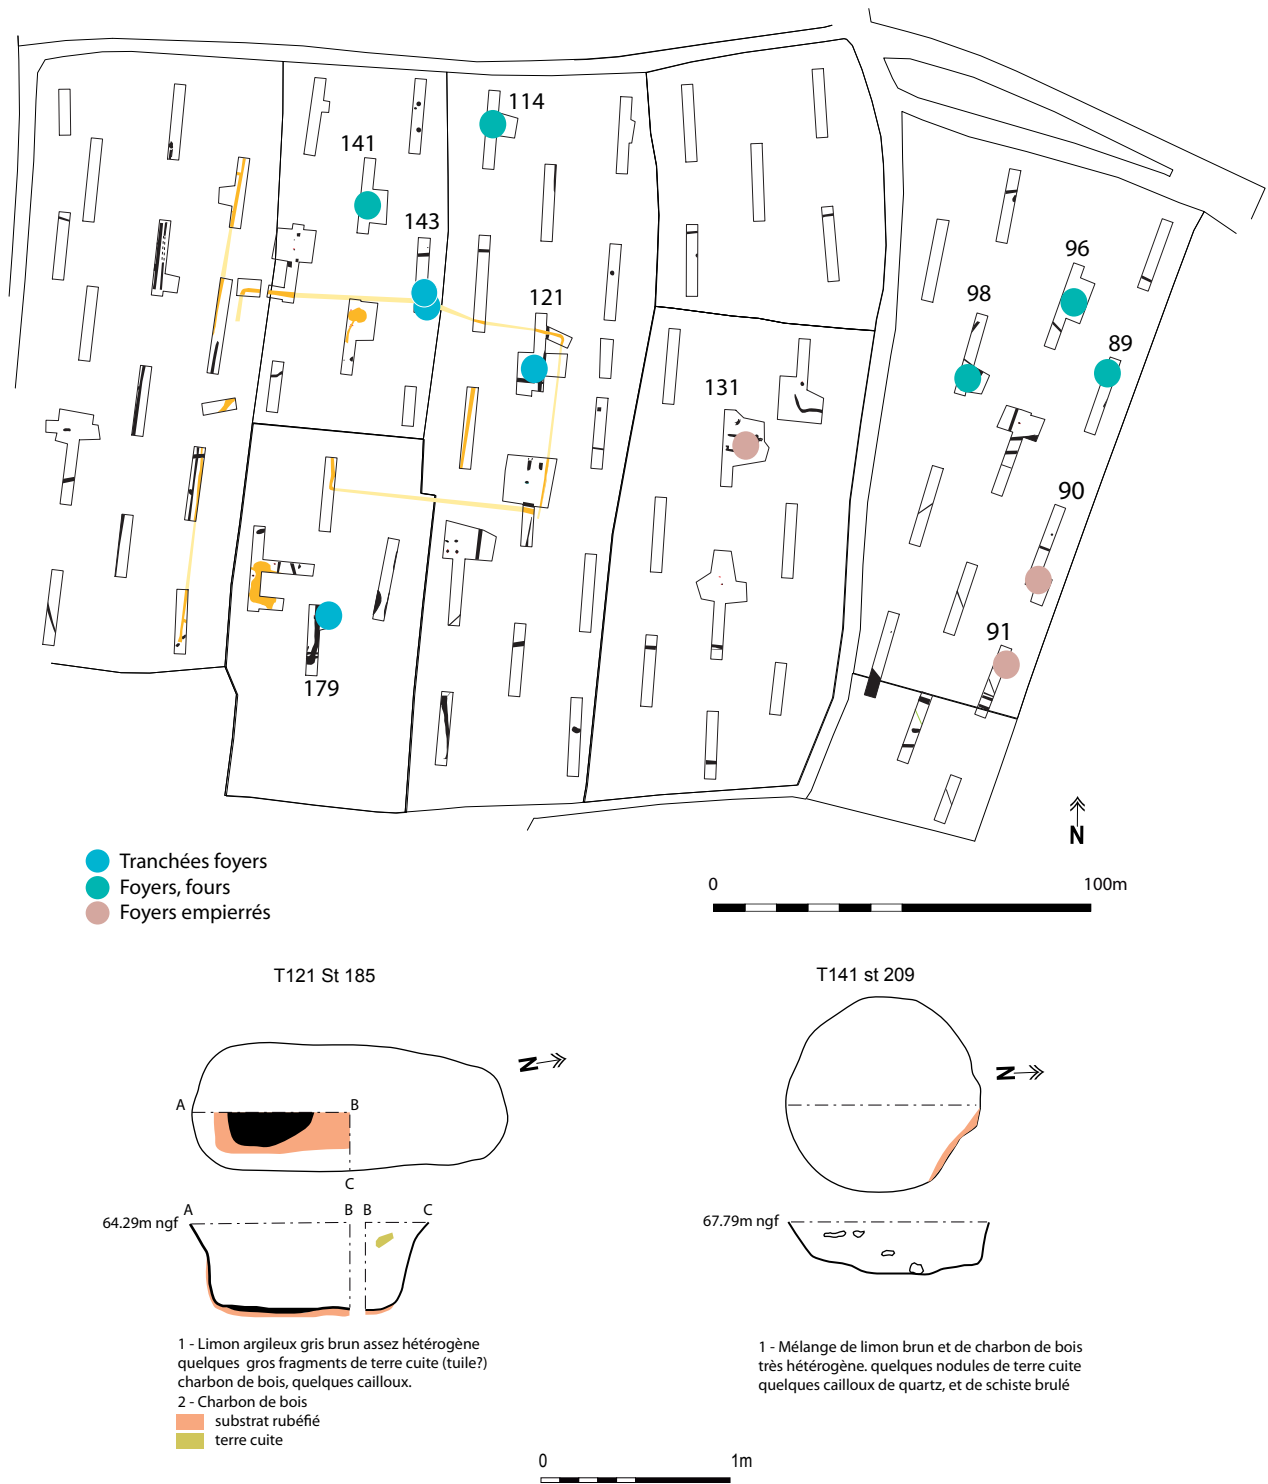 114
141
143
96
98
121
89
131
90
91
179
N
Tranchées foyers
Foyers, fours
Foyers empierrés
0 100m
T121 St 185
T141 st 209
N
N
A
B
C
A B B C
64.29m ngf
67.79m ngf
1 - Limon argileux gris brun assez hétérogène
quelques gros fragments de terre cuite (tuile?)
charbon de bois, quelques cailloux.
2 - Charbon de bois
substrat rubéfié
terre cuite
1 - Mélange de limon brun et de charbon de bois
très hétérogène. quelques nodules de terre cuite
quelques cailloux de quartz, et de schiste brulé
0 1m